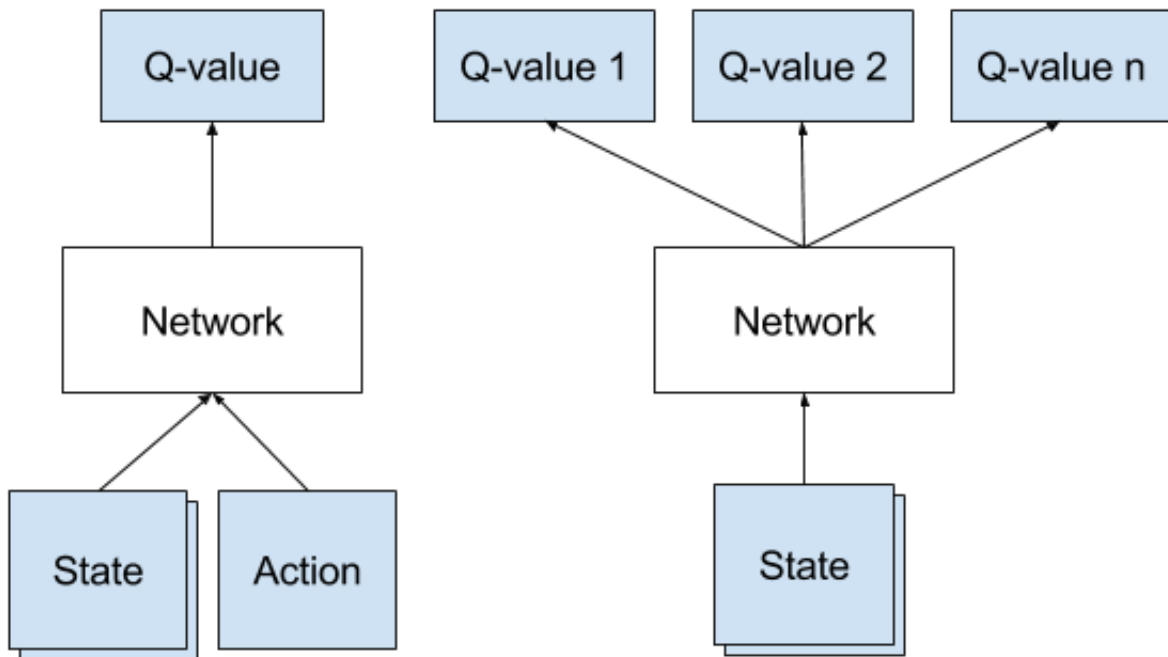 Q-value
Q-value 1
Q-value 2
Q-value n
Network
Network
State
Action
State